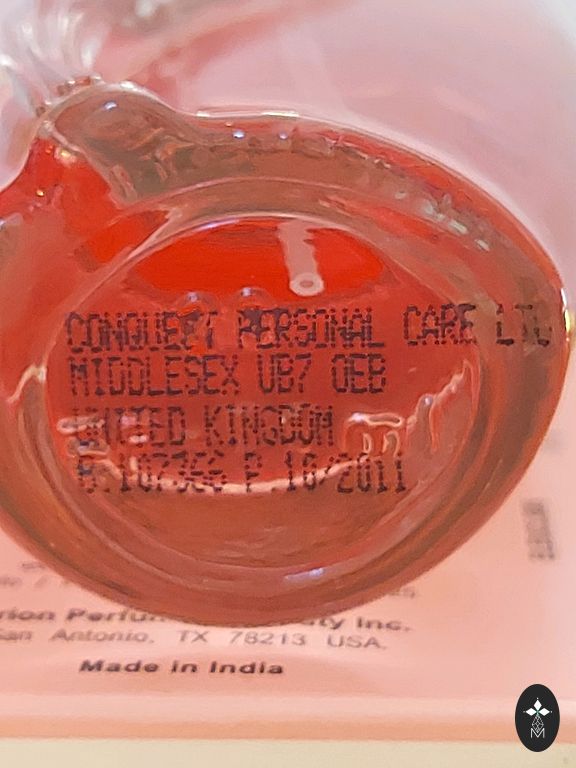 CONQUEST PERSONAL CARE LTD
MIDDLESEX UB7 0EB
UNITED KINGDOM
P.10/2011
Inc.
San Antonio, TX 78213 USA.
Made in India
M